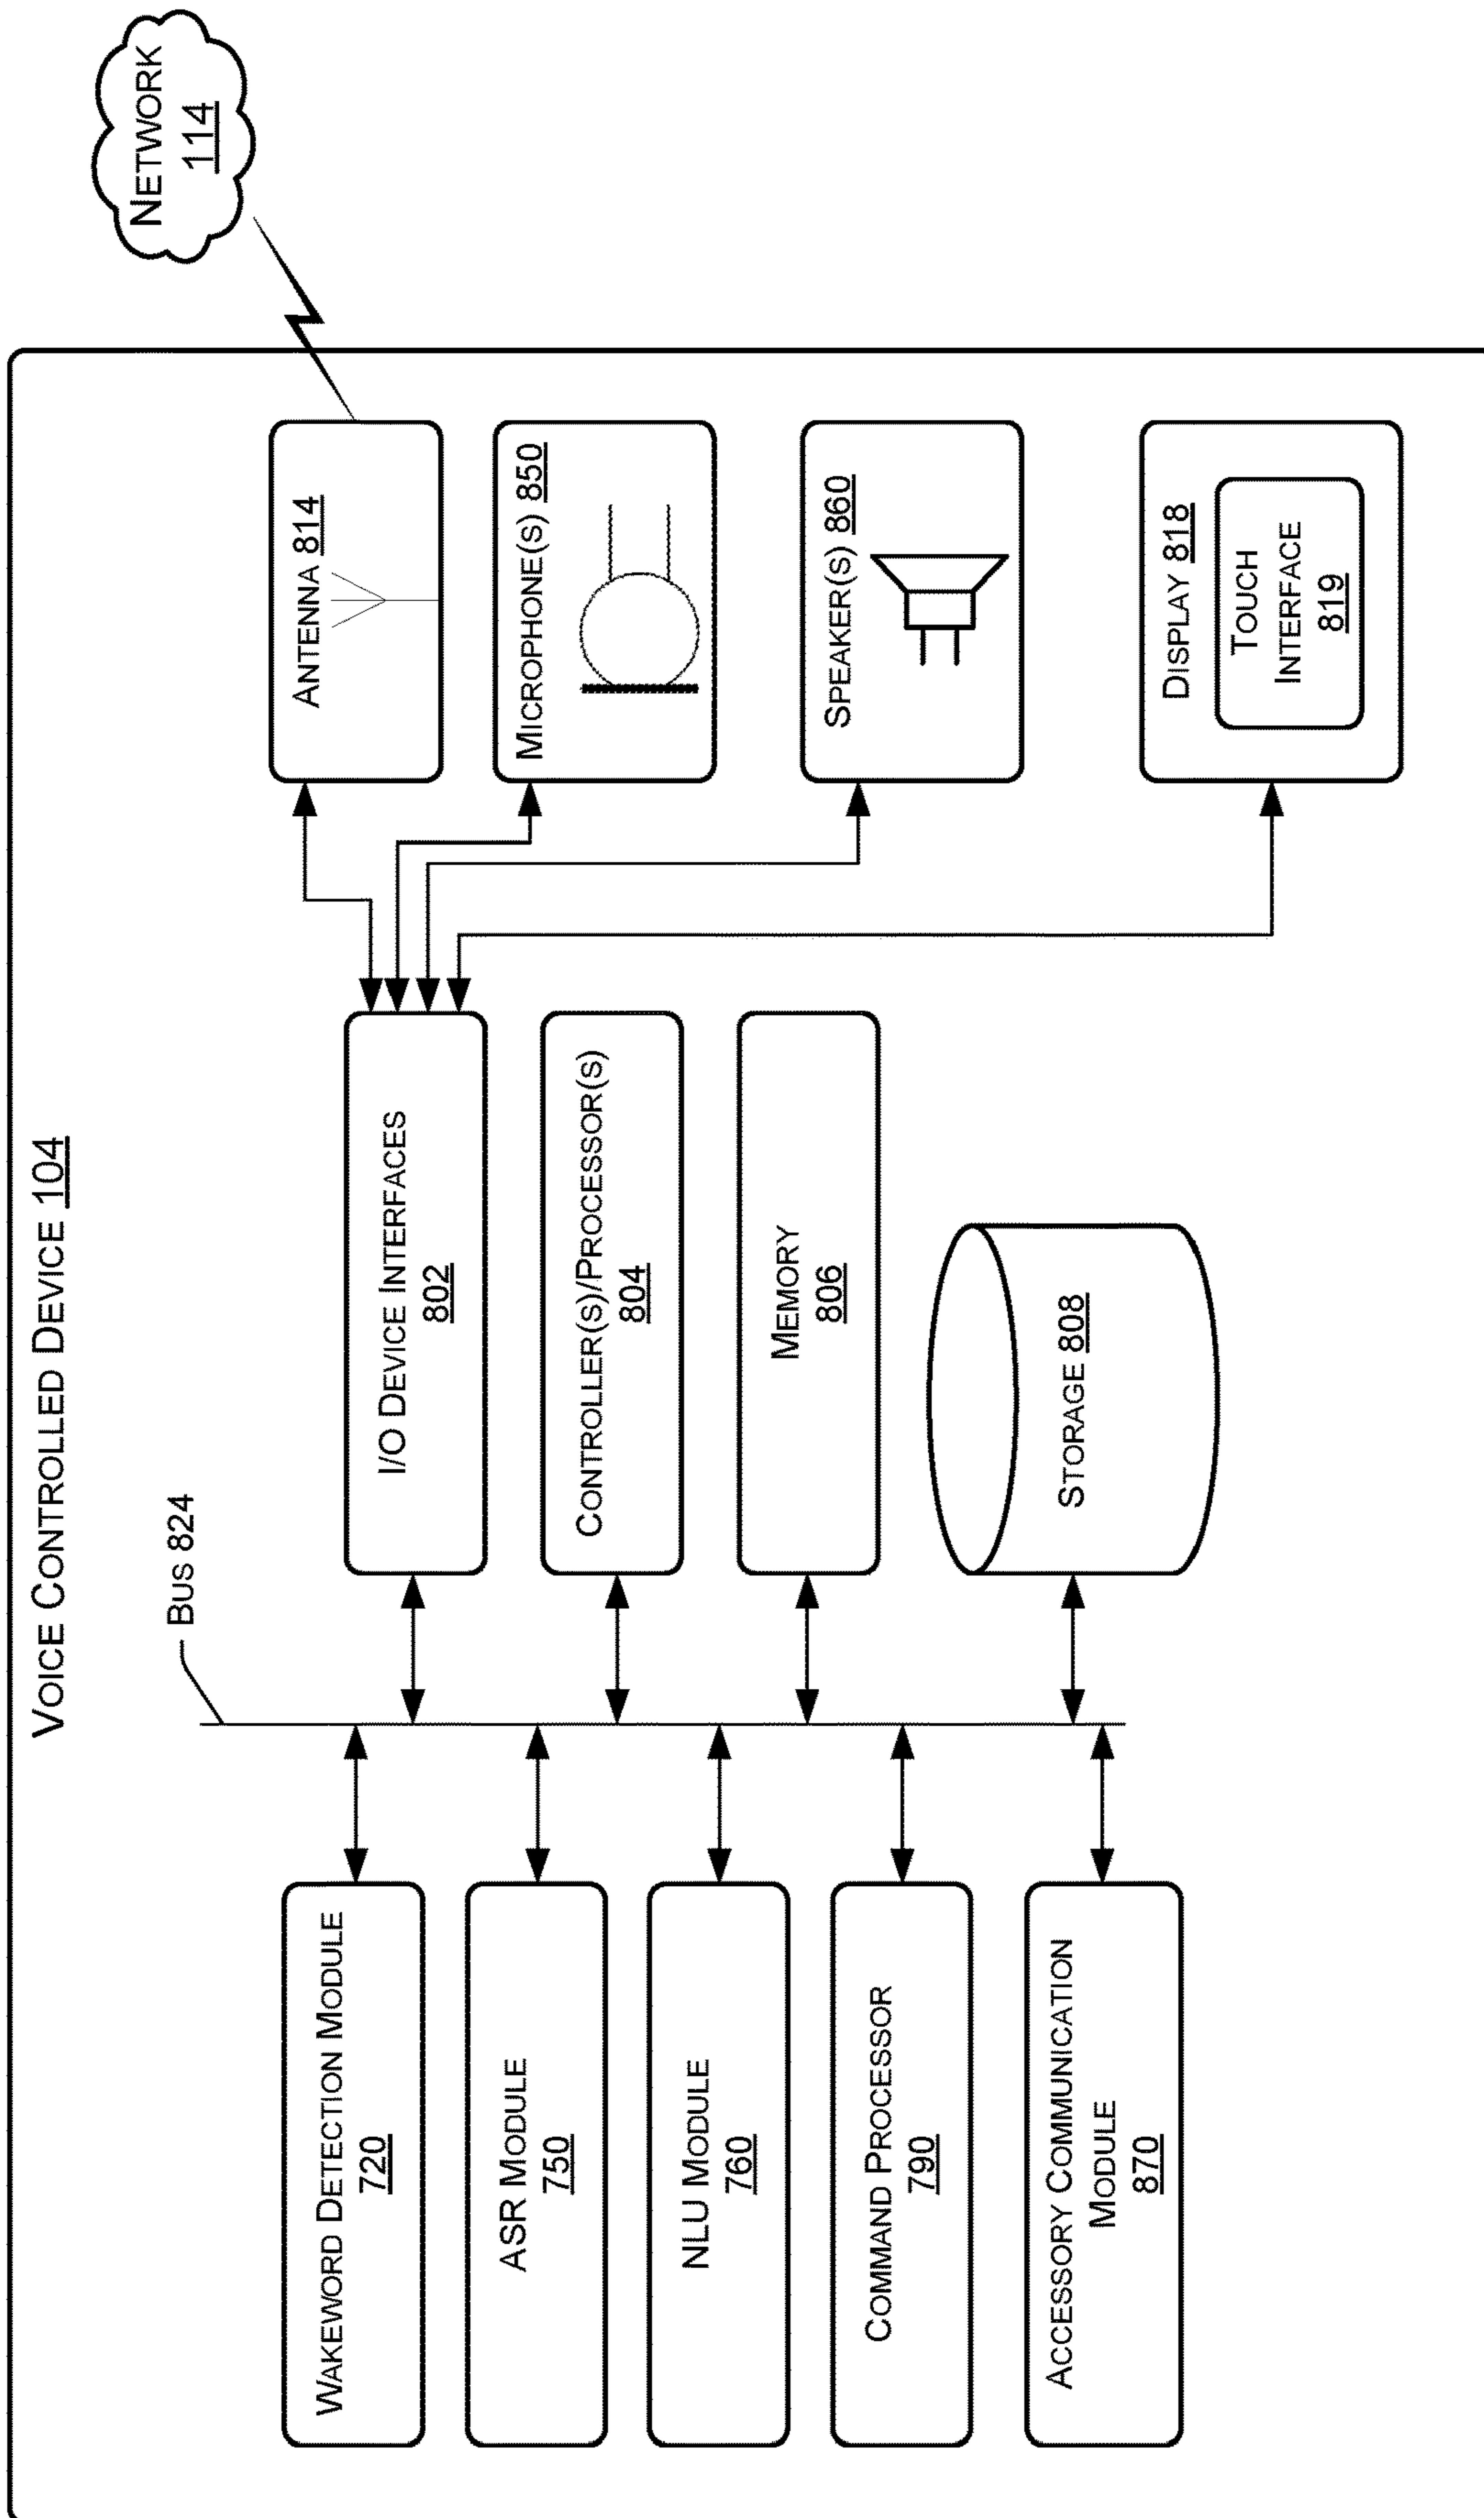 VOICE CONTROLLED DEVICE 104
BUS 824
WAKEWORD DETECTION MODULE
720
ASR MODULE
750
NLU MODULE
760
COMMAND PROCESSOR
790
ACCESSORY COMMUNICATION
MODULE
870
I/O DEVICE INTERFACES
802
CONTROLLER(S)/PROCESSOR(S)
804
MEMORY
806
STORAGE 808
ANTENNA 814
MICROPHONE(S) 850
SPEAKER(S) 860
DISPLAY 818
TOUCH
INTERFACE
819
NETWORK
114